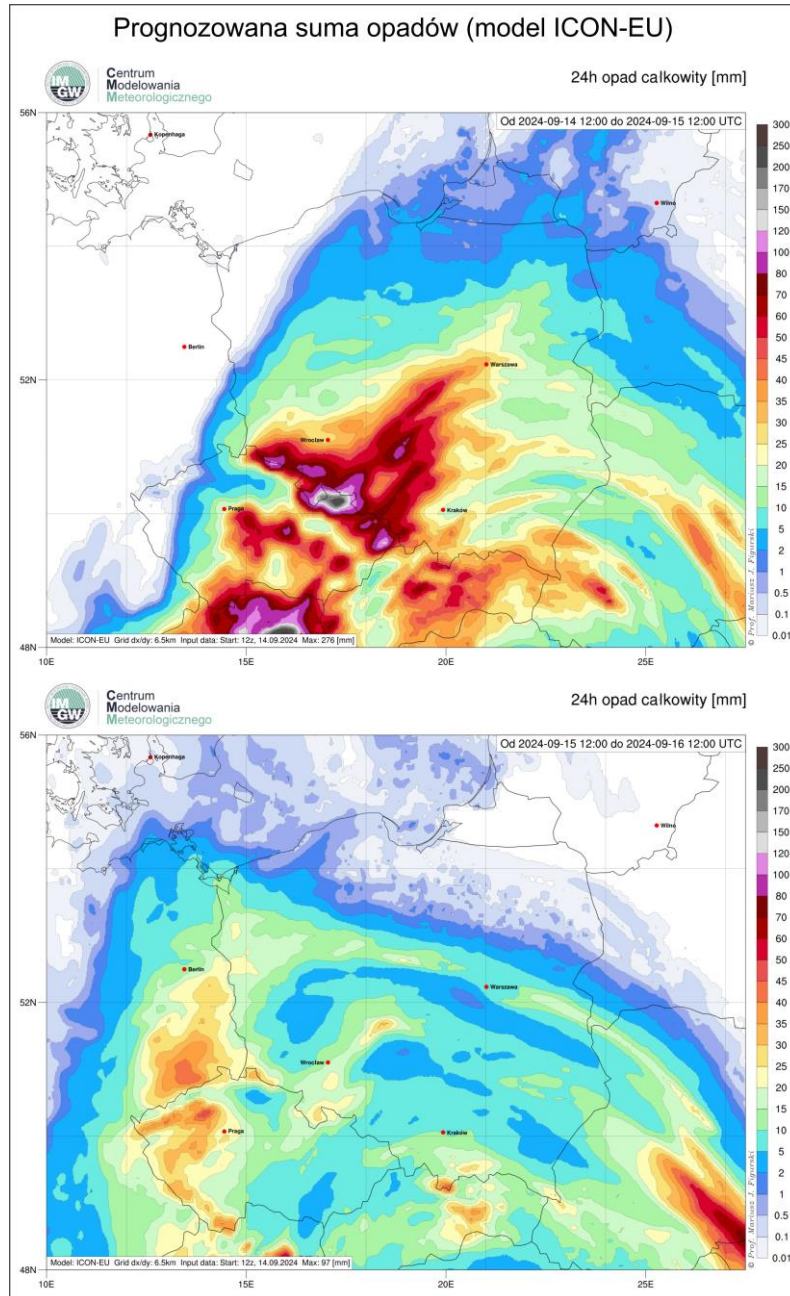 Prognozowana suma opadów (model ICON-EU)
IM
GW
Centrum
Modelowania
Meteorologicznego
24h opad calkowity [mm]
Od 2024-09-14 12:00 do 2024-09-15 12:00 UTC
56N
52N
48N
Kopenhaga
Wilno
Berlin
Warszawa
Wrocław
Praga
Kraków
300
250
200
170
150
120
100
80
70
60
50
45
40
35
30
25
20
15
10
5
2
1
0.5
0.1
0.01
© Prof. Mariusz J. Figurski
Model: ICON-EU Grid dx/dy: 6.5km Input data: Start: 12z, 14.09.2024 Max: 276 [mm]
10E 15E 20E 25E
IM
GW
Centrum
Modelowania
Meteorologicznego
24h opad calkowity [mm]
Od 2024-09-15 12:00 do 2024-09-16 12:00 UTC
56N
52N
48N
Kopenhaga
Wilno
Berlin
Warszawa
Wrocław
Praga
Kraków
300
250
200
170
150
120
100
80
70
60
50
45
40
35
30
25
20
15
10
5
2
1
0.5
0.1
0.01
© Prof. Mariusz J. Figurski
Model: ICON-EU Grid dx/dy: 6.5km Input data: Start: 12z, 14.09.2024 Max: 97 [mm]
10E 15E 20E 25E